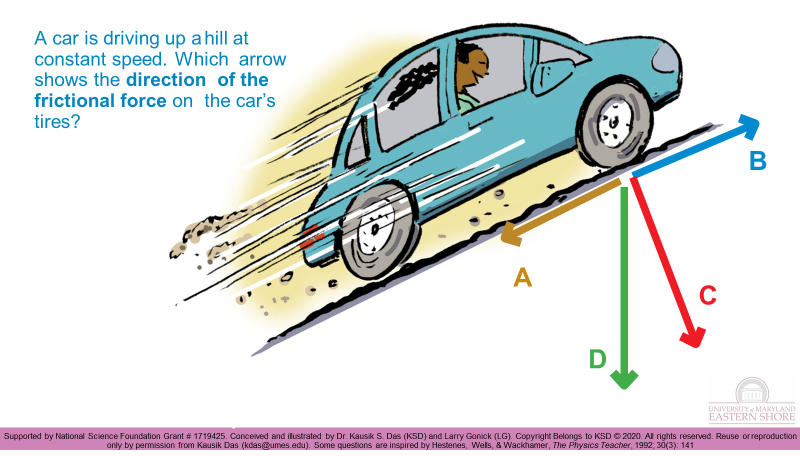 A car is driving up a hill at
constant speed. Which arrow
shows the direction of the
frictional force on the car's
tires?
B
A
C
D
UNIVERSITY of MARYLAND
EASTERN SHORE
Supported by National Science Foundation Grant # 1719425. Conceived and illustrated by Dr. Kausik S. Das (KSD) and Larry Gonick (LG). Copyright Belongs to KSD © 2020. All rights reserved. Reuse or reproduction
only by permission from Kausik Das (kdas@umes.edu). Some questions are inspired by Hestenes, Wells, & Wackhamer, The Physics Teacher, 1992; 30(3): 141